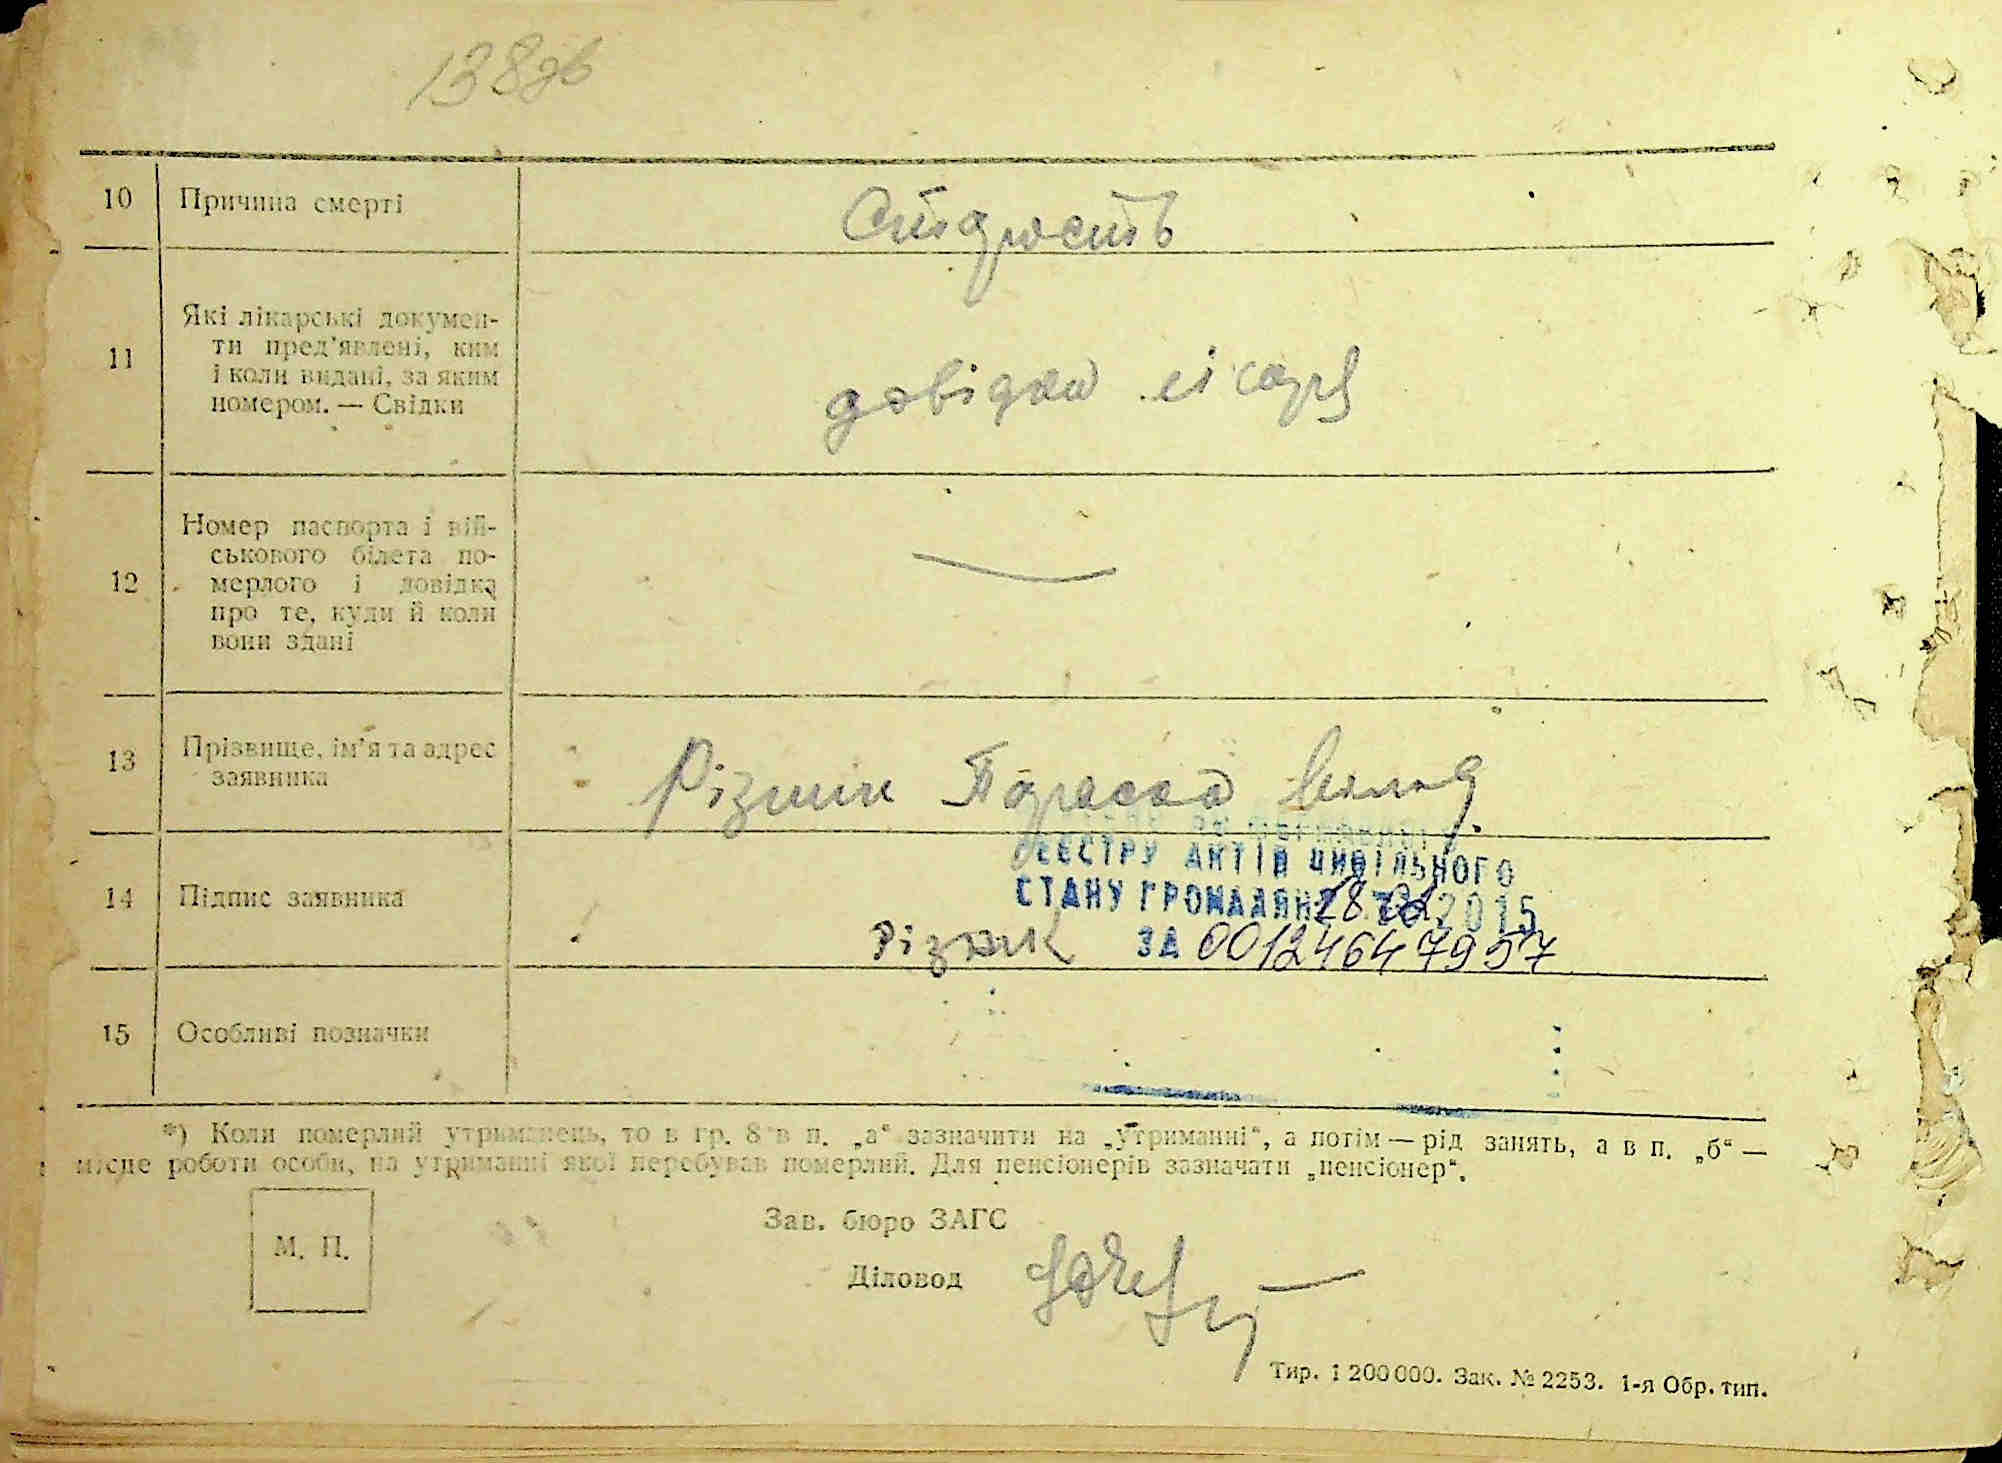 138зв
10 Причина смерті Старость
11 Які лікарські докумен-
ти пред'явлені, ким
і коли видані, за яким
номером. — Свідки
довідка лікаря
12 Номер паспорта і вій-
ськового білета по-
мерлого і довідка
про те, куди й коли
вони здані
13 Прізвище, ім'я та адрес
заявника
Параска
РЕЄСТРУ АКТІВ ЦИВІЛЬНОГО
СТАНУ ГРОМАДЯН 2015
14 Підпис заявника
ЗА 00124647957
15 Особливі позначки
*) Коли померлий утриманець, то в гр. 8 в п. „а“ зазначити на „утриманні“, а потім — рід занять, а в п. „б“ —
місце роботи особи, на утриманні якої перебував померлий. Для пенсіонерів зазначати „пенсіонер“.
М. П.
Зав. бюро ЗАГС
Діловод
Тир. 1 200 000. Зак. № 2253. 1-я Обр. тип.